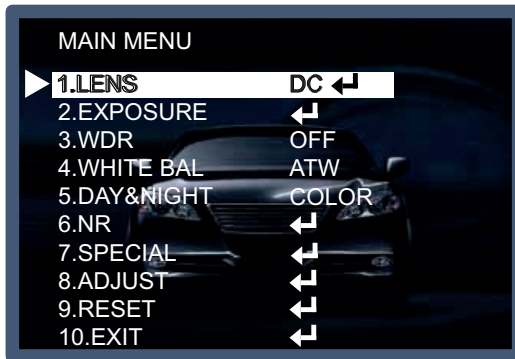 MAIN MENU
1.LENS DC ↵
2.EXPOSURE ↵
3.WDR OFF
4.WHITE BAL ATW
5.DAY&NIGHT COLOR
6.NR ↵
7.SPECIAL ↵
8.ADJUST ↵
9.RESET ↵
10.EXIT ↵